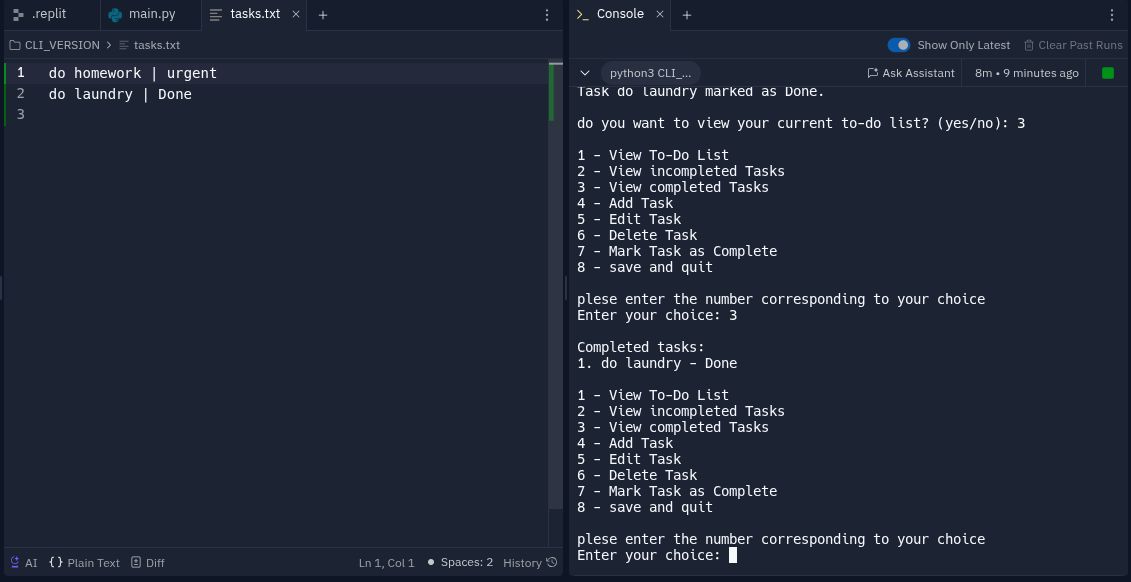 .replit
main.py
tasks.txt
CLI_VERSION > tasks.txt
1 do homework | urgent
2 do laundry | Done
3
AI
{} Plain Text
Diff
Ln 1, Col 1
Spaces: 2
History
Console
Show Only Latest
Clear Past Runs
python3 CLI_...
Ask Assistant
8m • 9 minutes ago
Task do laundry marked as Done.
do you want to view your current to-do list? (yes/no): 3
1 - View To-Do List
2 - View incompleted Tasks
3 - View completed Tasks
4 - Add Task
5 - Edit Task
6 - Delete Task
7 - Mark Task as Complete
8 - save and quit
plese enter the number corresponding to your choice
Enter your choice: 3
Completed tasks:
1. do laundry - Done
1 - View To-Do List
2 - View incompleted Tasks
3 - View completed Tasks
4 - Add Task
5 - Edit Task
6 - Delete Task
7 - Mark Task as Complete
8 - save and quit
plese enter the number corresponding to your choice
Enter your choice: